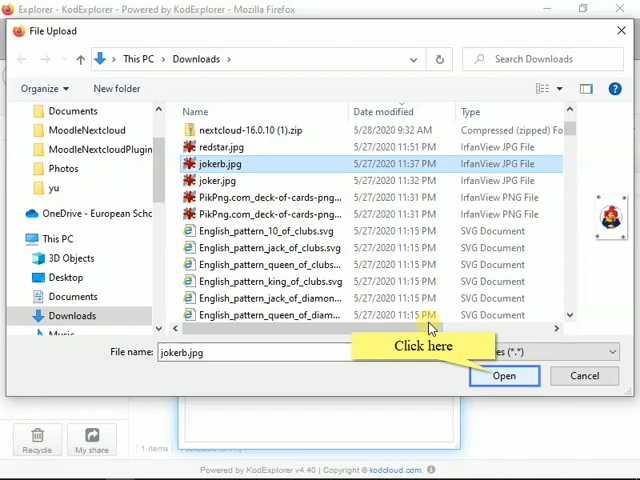 Explorer - Powered by KodExplorer - Mozilla Firefox
File Upload
This PC > Downloads >
Search Downloads
Organize
New folder
Name
Date modified
Type
Documents
MoodleNextcloud
MoodleNextcloudPlugin
Photos
yu
OneDrive - European Scho
This PC
3D Objects
Desktop
Documents
Downloads
Music
nextcloud-16.0.10 (1).zip 5/28/2020 9:32 AM Compressed (zipped) Fo
redstar.jpg 5/27/2020 11:51 PM IrfanView JPG File
jokerb.jpg 5/27/2020 11:37 PM IrfanView JPG File
joker.jpg 5/27/2020 11:32 PM IrfanView JPG File
PikPng.com_deck-of-cards-png... 5/27/2020 11:31 PM IrfanView PNG File
PikPng.com_deck-of-cards-png... 5/27/2020 11:31 PM IrfanView PNG File
English_pattern_10_of_clubs.svg 5/27/2020 11:15 PM SVG Document
English_pattern_jack_of_clubs.svg 5/27/2020 11:15 PM SVG Document
English_pattern_queen_of_clubs... 5/27/2020 11:15 PM SVG Document
English_pattern_king_of_clubs.svg 5/27/2020 11:15 PM SVG Document
English_pattern_jack_of_diamon... 5/27/2020 11:15 PM SVG Document
English_pattern_queen_of_diam... 5/27/2020 11:15 PM SVG Document
Click here
File name: jokerb.jpg
es (*.*)
Open
Cancel
Recycle
My share
1 items
Powered by KodExplorer v4.40 | Copyright © kodcloud.com.